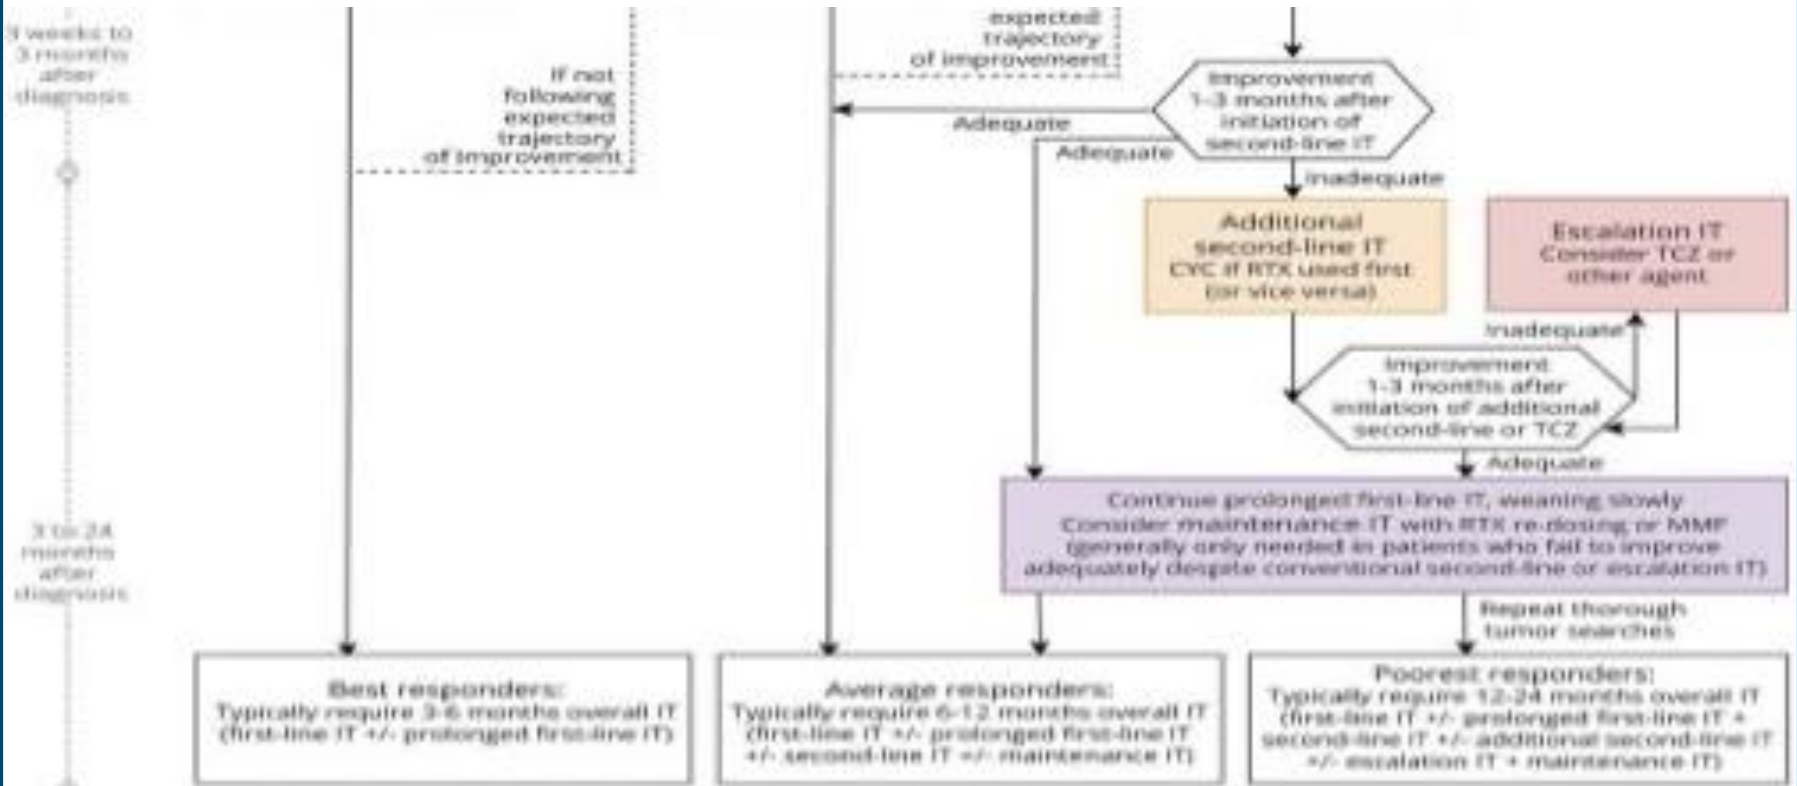 3 weeks to
3 months
after
diagnosis
If not
following
expected
trajectory
of improvement
expected
trajectory
of improvement
Improvement
1-3 months after
initiation of
second-line IT
Adequate
Adequate
Inadequate
Additional
second-line IT
CYC if RTX used first
(or vice versa)
Escalation IT
Consider TCZ or
other agent
Inadequate
Improvement
1-3 months after
initiation of additional
second-line or TCZ
Adequate
Continue prolonged first-line IT, weaning slowly
Consider maintenance IT with RTX re-dosing or MMF
(generally only needed in patients who fail to improve
adequately despite conventional second-line or escalation IT)
3 to 24
months
after
diagnosis
Repeat thorough
tumor searches
Best responders:
Typically require 3-6 months overall IT
(first-line IT +/- prolonged first-line IT)
Average responders:
Typically require 6-12 months overall IT
(first-line IT +/- prolonged first-line IT
+/- second-line IT +/- maintenance IT)
Poorest responders:
Typically require 12-24 months overall IT
(first-line IT +/- prolonged first-line IT +
second-line IT +/- additional second-line IT
+/- escalation IT + maintenance IT)